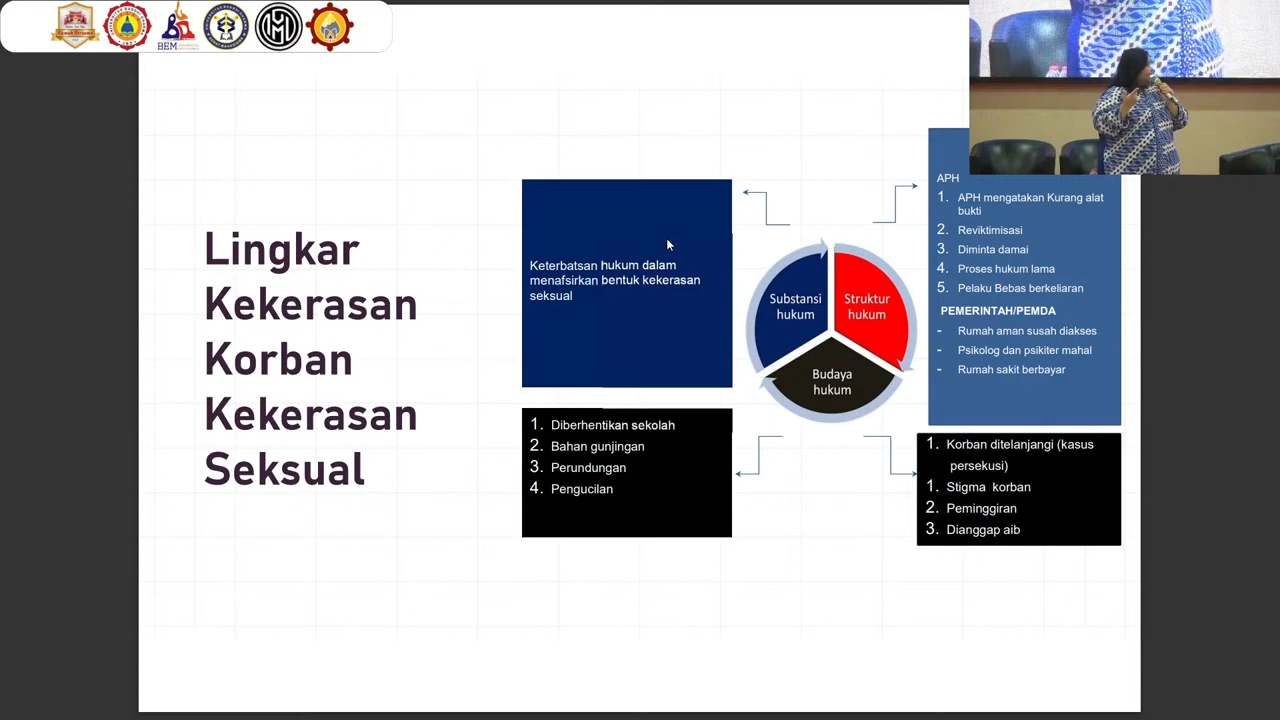 BEM
Lingkar
Kekerasan
Korban
Kekerasan
Seksual
Keterbatsan hukum dalam
menafsirkan bentuk kekerasan
seksual
1. Diberhentikan sekolah
2. Bahan gunjingan
3. Perundungan
4. Pengucilan
Substansi
hukum
Struktur
hukum
Budaya
hukum
APH
1. APH mengatakan Kurang alat
bukti
2. Reviktimisasi
3. Diminta damai
4. Proses hukum lama
5. Pelaku Bebas berkeliaran
PEMERINTAH/PEMDA
- Rumah aman susah diakses
- Psikolog dan psikiter mahal
- Rumah sakit berbayar
1. Korban ditelanjangi (kasus
persekusi)
1. Stigma korban
2. Peminggiran
3. Dianggap aib